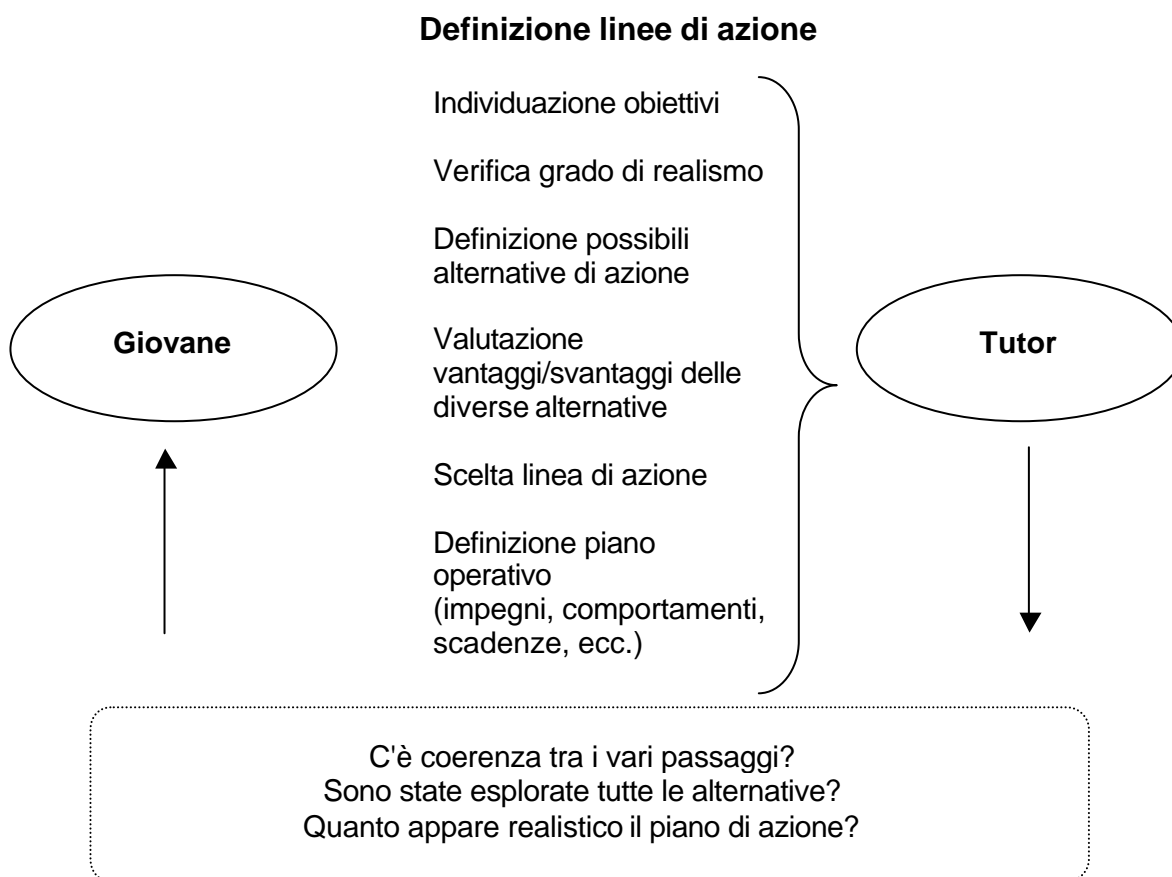 Definizione linee di azione
Individuazione obiettivi
Verifica grado di realismo
Definizione possibili
alternative di azione
Giovane
Valutazione
vantaggi/svantaggi delle
diverse alternative
Tutor
Scelta linea di azione
Definizione piano
operativo
(impegni, comportamenti,
scadenze, ecc.)
C'è coerenza tra i vari passaggi?
Sono state esplorate tutte le alternative?
Quanto appare realistico il piano di azione?